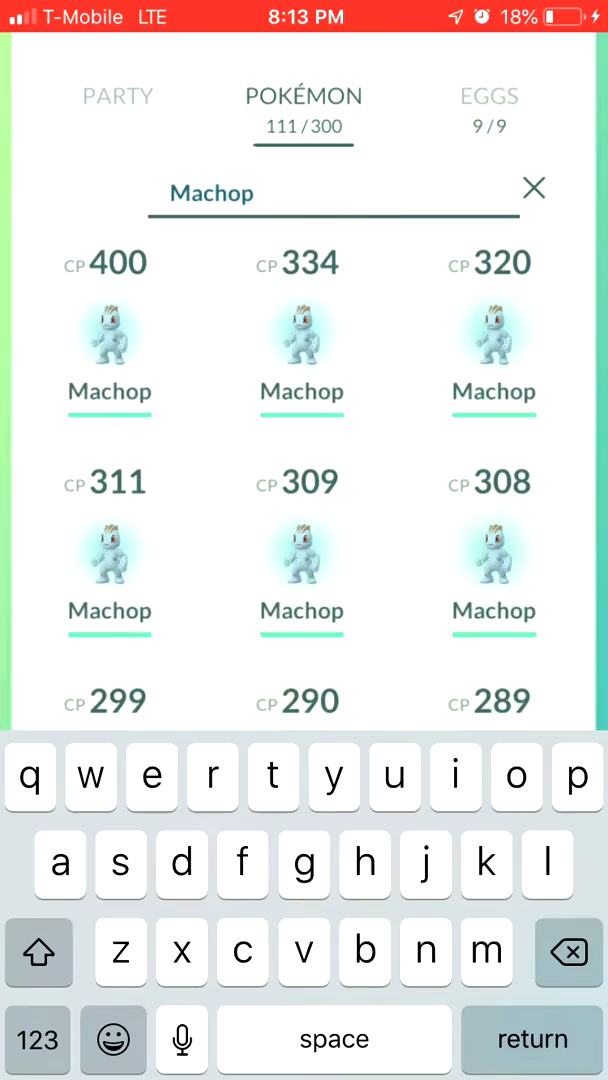 T-Mobile LTE 8:13 PM 18%
PARTY POKÉMON EGGS
111 / 300 9 / 9
Machop
CP 400 CP 334 CP 320
Machop Machop Machop
CP 311 CP 309 CP 308
Machop Machop Machop
CP 299 CP 290 CP 289
q w e r t y u i o p
a s d f g h j k l
z x c v b n m
123 space return